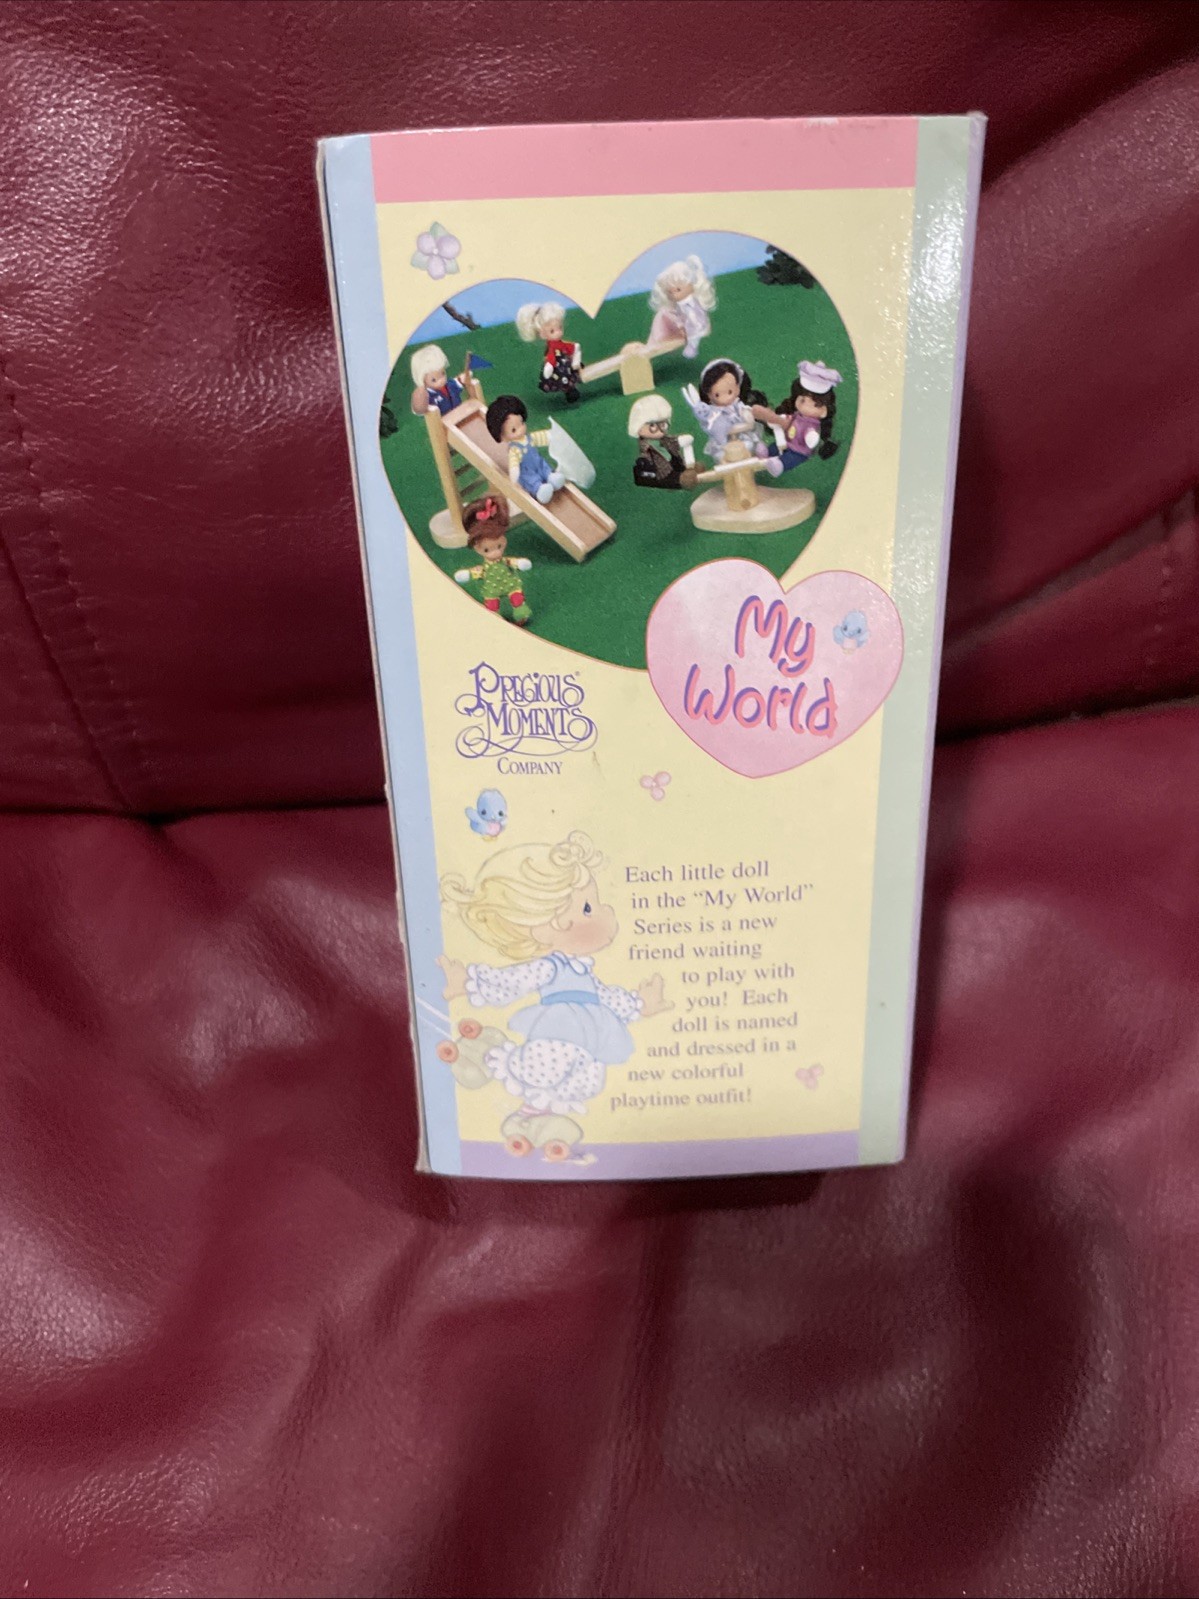 My
World
PRECIOUS®
MOMENTS
COMPANY
Each little doll
in the “My World”
Series is a new
friend waiting
to play with
you! Each
doll is named
and dressed in a
new colorful
playtime outfit!